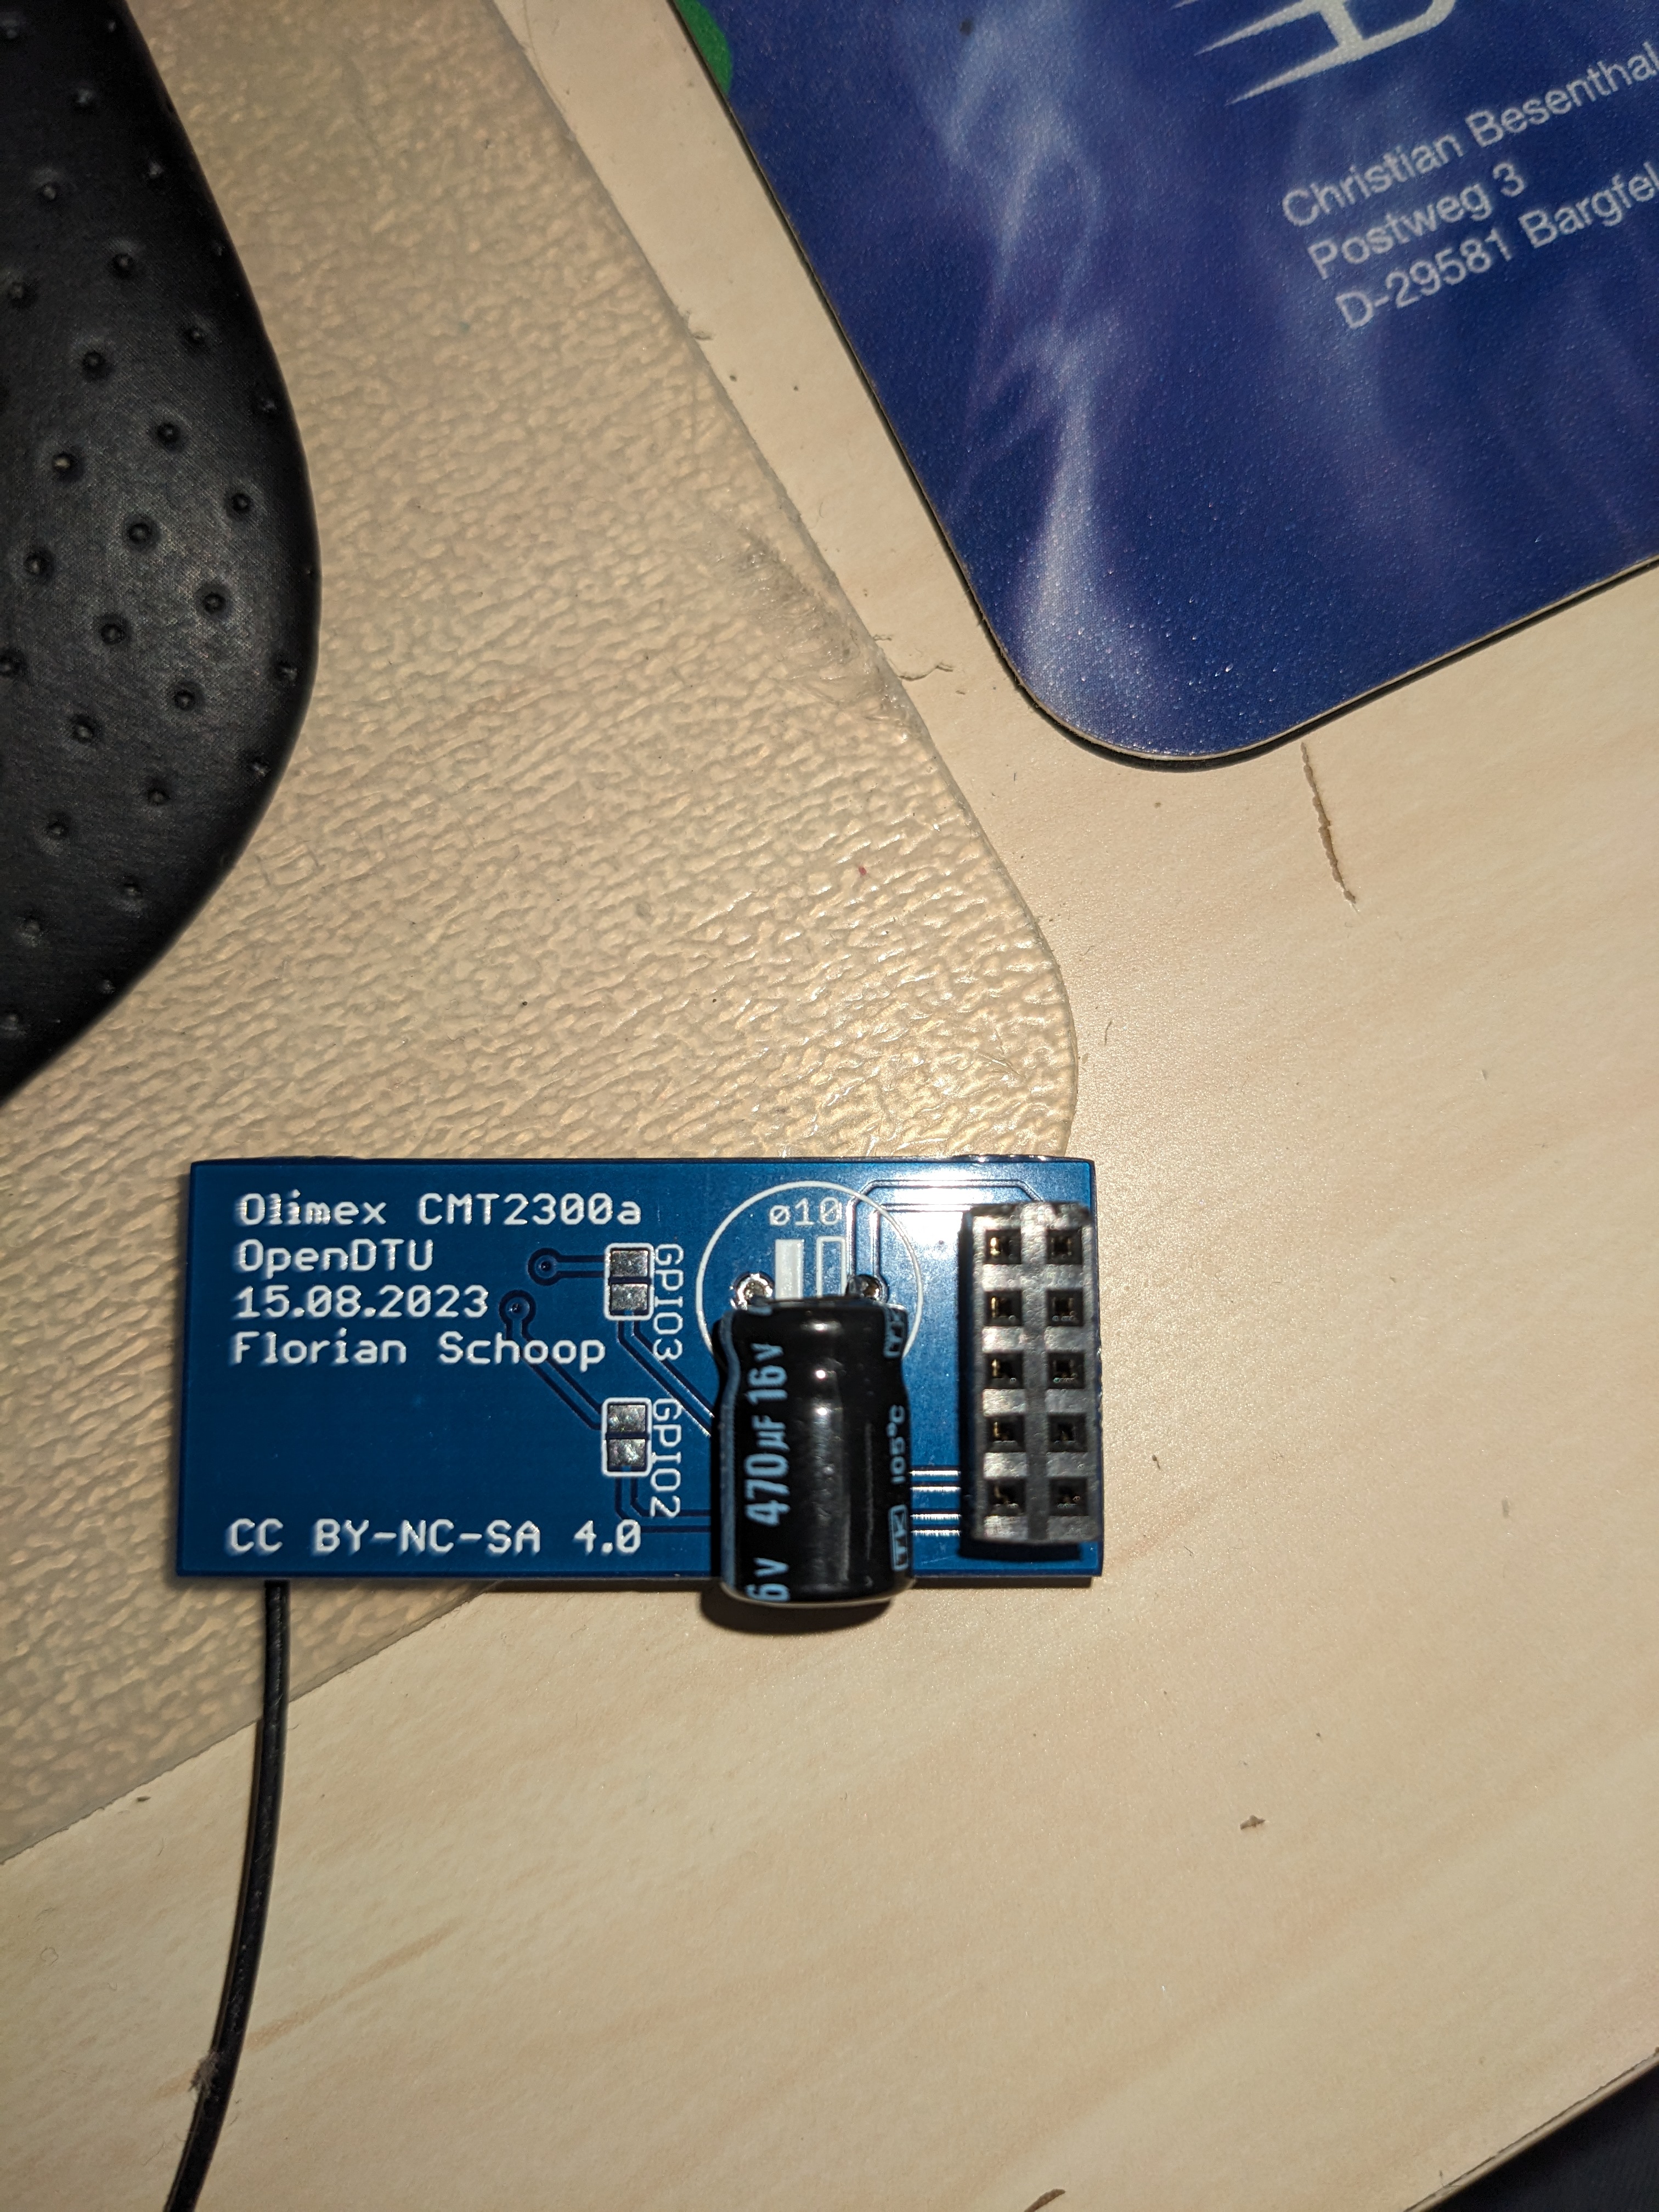 Christian Besenthal
Postweg 3
D-29581 Bargfel
Olimex CMT2300a
OpenDTU
15.08.2023
Florian Schoop
CC BY-NC-SA 4.0
GPIO3
GPIO2
ø10
6V 470µF 16V
105°C